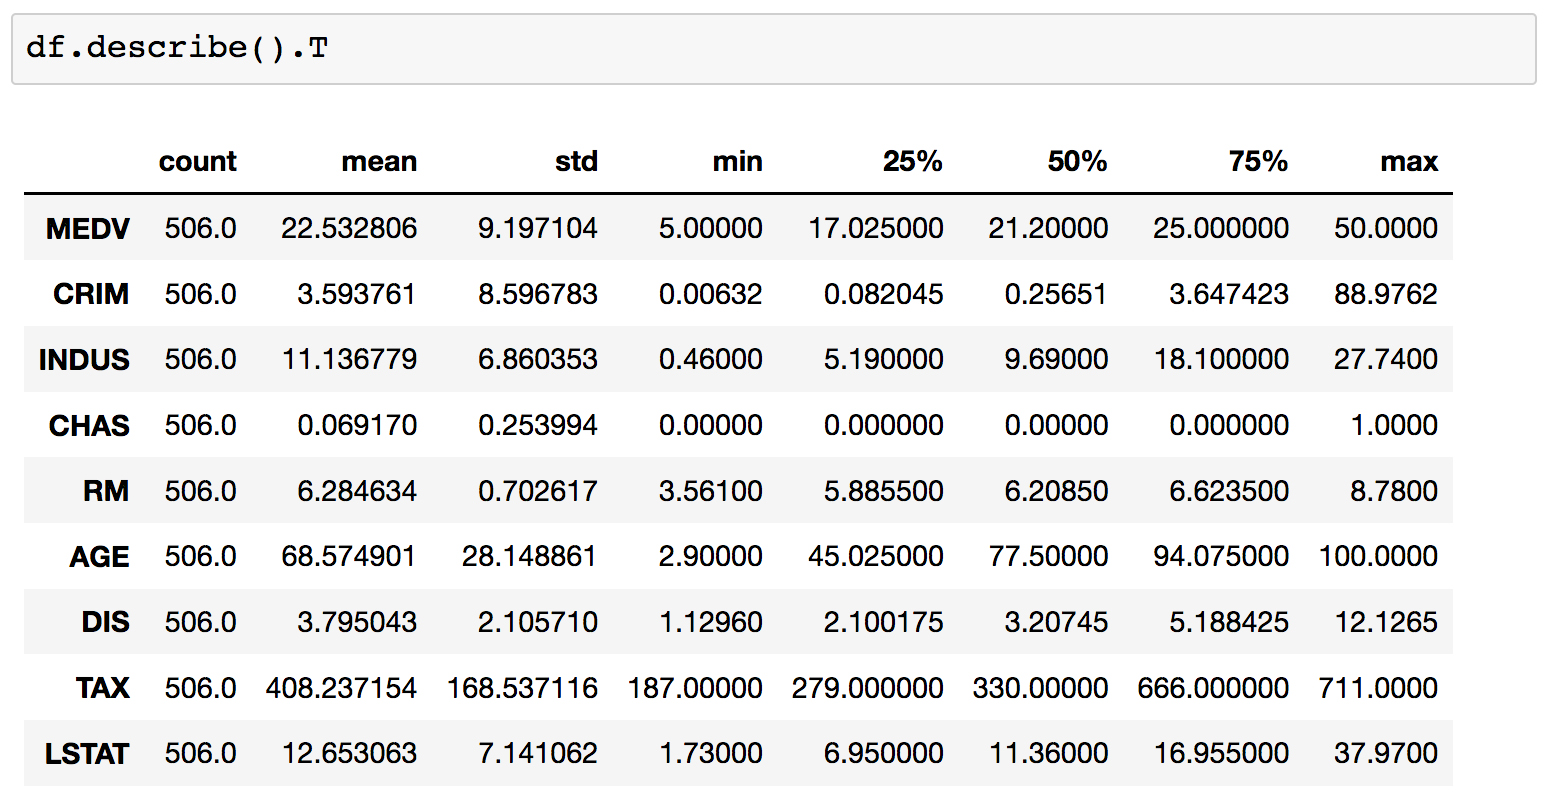 df.describe().T
count mean std min 25% 50% 75% max
MEDV 506.0 22.532806 9.197104 5.00000 17.025000 21.20000 25.000000 50.0000
CRIM 506.0 3.593761 8.596783 0.00632 0.082045 0.25651 3.647423 88.9762
INDUS 506.0 11.136779 6.860353 0.46000 5.190000 9.69000 18.100000 27.7400
CHAS 506.0 0.069170 0.253994 0.00000 0.000000 0.00000 0.000000 1.0000
RM 506.0 6.284634 0.702617 3.56100 5.885500 6.20850 6.623500 8.7800
AGE 506.0 68.574901 28.148861 2.90000 45.025000 77.50000 94.075000 100.0000
DIS 506.0 3.795043 2.105710 1.12960 2.100175 3.20745 5.188425 12.1265
TAX 506.0 408.237154 168.537116 187.00000 279.000000 330.00000 666.000000 711.0000
LSTAT 506.0 12.653063 7.141062 1.73000 6.950000 11.36000 16.955000 37.9700